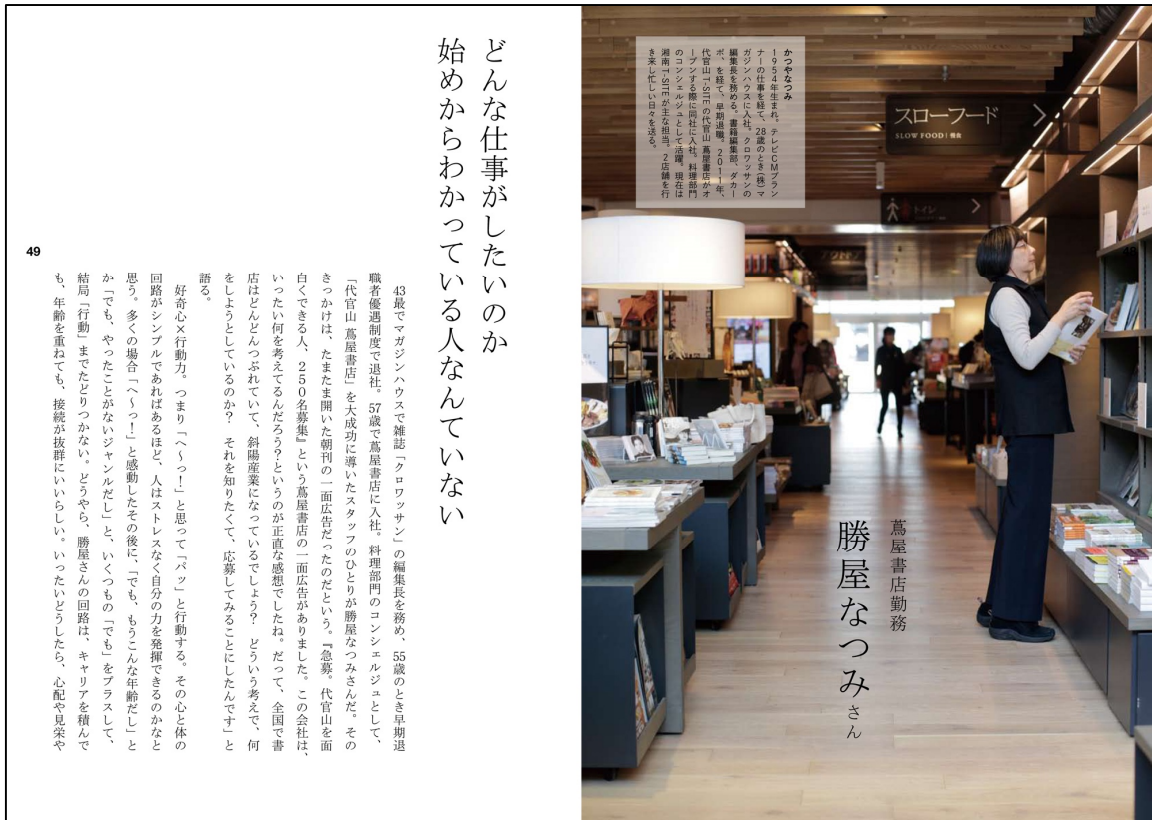 かつやなつみ
1954年生まれ。テレビCMプラン
ナーの仕事を経て、28歳のとき(株)マ
ガジンハウスに入社。クロワッサンの
編集長を務める。書籍編集部、ダカー
ポ、を経て、早期退職。2011年、
代官山 T-SITE の代官山 蔦屋書店がオ
ープンする際に同社に入社。料理部門
のコンシェルジュとして活躍。現在は
湘南 T-SITE が主な担当。2店舗を行
き来し忙しい日々を送る。
スローフード
SLOW FOOD | 慢食
トイレ
蔦屋書店勤務
勝屋なつみさん
どんな仕事がしたいのか
始めからわかっている人なんていない
43最でマガジンハウスで雑誌「クロワッサン」の編集長を務め、55歳のとき早期退
職者優遇制度で退社。57歳で蔦屋書店に入社。料理部門のコンシェルジュとして、
「代官山 蔦屋書店」を大成功に導いたスタッフのひとりが勝屋なつみさんだ。その
きっかけは、たまたま開いた朝刊の一面広告だったのだという。『急募。代官山を面
白くできる人、250名募集』という蔦屋書店の一面広告がありました。この会社は、
いったい何を考えてるんだろう?というのが正直な感想でしたね。だって、全国で書
店はどんどんつぶれていて、斜陽産業になっているでしょう? どういう考えで、何
をしようとしているのか? それを知りたくて、応募してみることにしたんです」と
語る。
好奇心×行動力。つまり「へ〜っ!」と思って「パッ」と行動する。その心と体の
回路がシンプルであればあるほど、人はストレスなく自分の力を発揮できるのかなと
思う。多くの場合「へ〜っ!」と感動したその後に、「でも、もうこんな年齢だし」と
か「でも、やったことがないジャンルだし」と、いくつもの「でも」をプラスして、
結局「行動」までたどりつかない。どうやら、勝屋さんの回路は、キャリアを積んで
も、年齢を重ねても、接続が抜群にいいらしい。いったいどうしたら、心配や見栄や
49